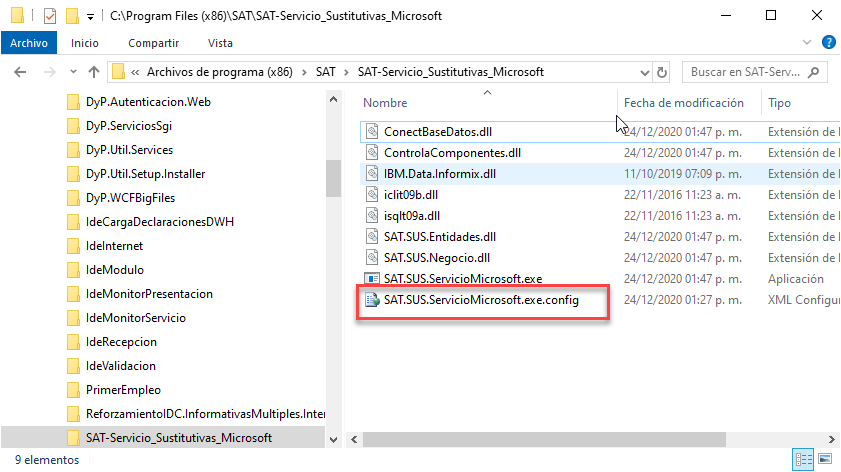 C:\Program Files (x86)\SAT\SAT-Servicio_Sustitutivas_Microsoft
Archivo Inicio Compartir Vista
« Archivos de programa (x86) > SAT > SAT-Servicio_Sustitutivas_Microsoft Buscar en SAT-Serv...
DyP.Autenticacion.Web
DyP.ServiciosSgi
DyP.Util.Services
DyP.Util.Setup.Installer
DyP.WCFBigFiles
IdeCargaDeclaracionesDWH
IdeInternet
IdeModulo
IdeMonitorPresentacion
IdeMonitorServicio
IdeRecepcion
IdeValidacion
PrimerEmpleo
ReforzamientoIDC.InformativasMultiples.Inter
SAT-Servicio_Sustitutivas_Microsoft
Nombre Fecha de modificación Tipo
ConectBaseDatos.dll 24/12/2020 01:47 p. m. Extensión de l
ControlaComponentes.dll 24/12/2020 01:47 p. m. Extensión de l
IBM.Data.Informix.dll 11/10/2019 07:09 p. m. Extensión de l
iclit09b.dll 22/11/2016 11:23 a. m. Extensión de l
isqlt09a.dll 22/11/2016 11:23 a. m. Extensión de l
SAT.SUS.Entidades.dll 24/12/2020 01:47 p. m. Extensión de l
SAT.SUS.Negocio.dll 24/12/2020 01:47 p. m. Extensión de l
SAT.SUS.ServicioMicrosoft.exe 24/12/2020 01:47 p. m. Aplicación
SAT.SUS.ServicioMicrosoft.exe.config 24/12/2020 01:27 p. m. XML Configur
9 elementos